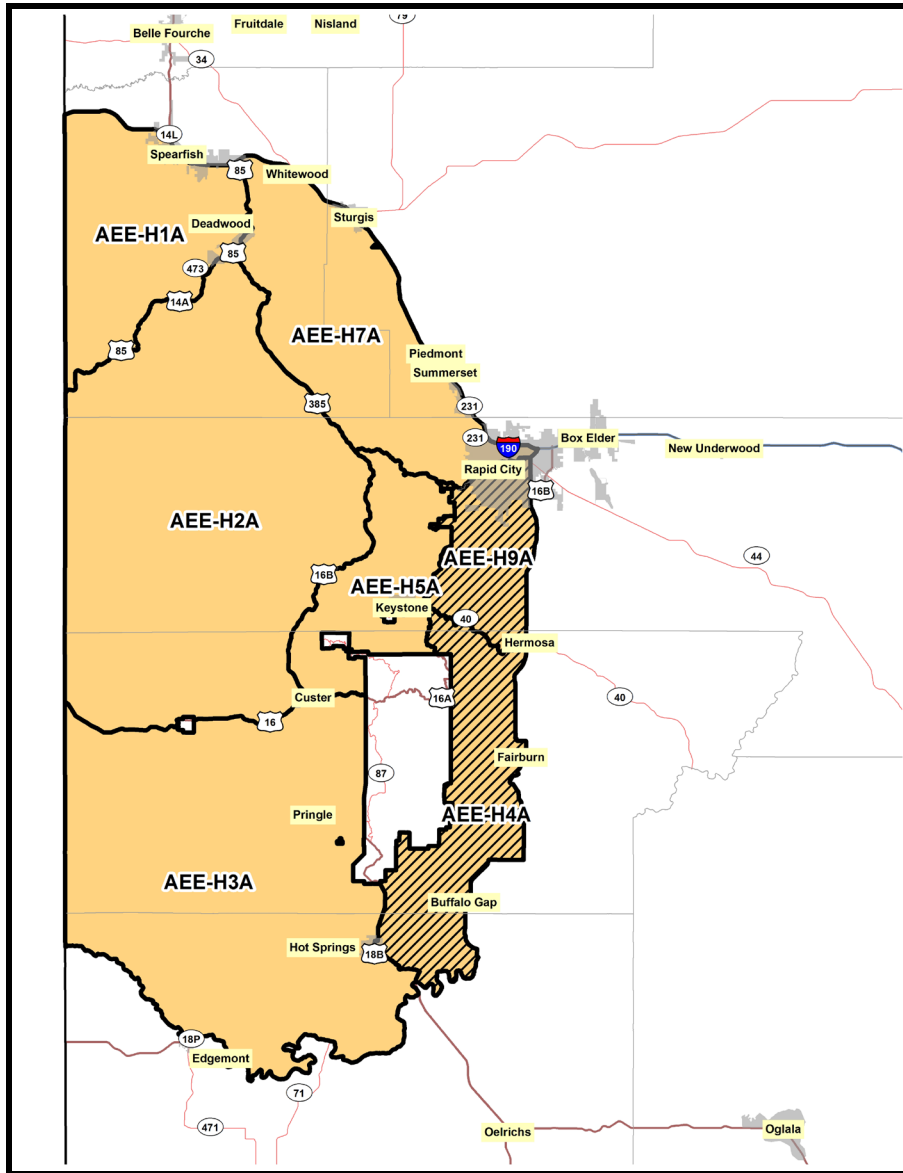 79
Fruitdale
Nisland
Belle Fourche
34
14L
Spearfish
85
Whitewood
Sturgis
Deadwood
AEE-H1A
85
473
14A
AEE-H7A
85
Piedmont
Summerset
385
231
231
190
Box Elder
New Underwood
Rapid City
16B
AEE-H2A
44
AEE-H9A
16B
AEE-H5A
Keystone
40
Hermosa
Custer
16A
40
16
Fairburn
87
Pringle
AEE-H4A
AEE-H3A
Buffalo Gap
Hot Springs
18B
18P
Edgemont
71
471
Oelrichs
Oglala